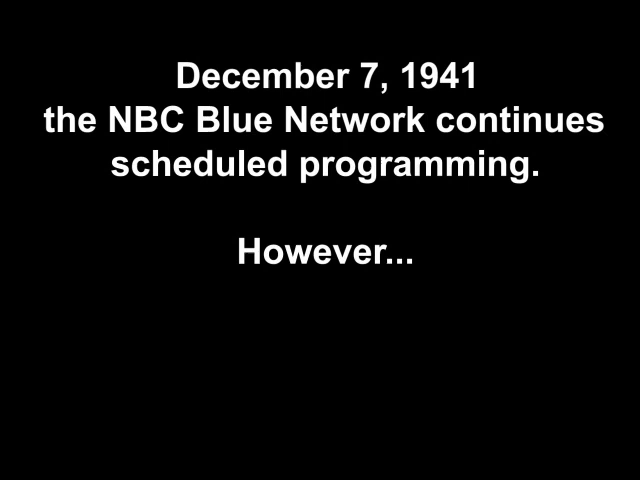 December 7, 1941
the NBC Blue Network continues
scheduled programming.
However...